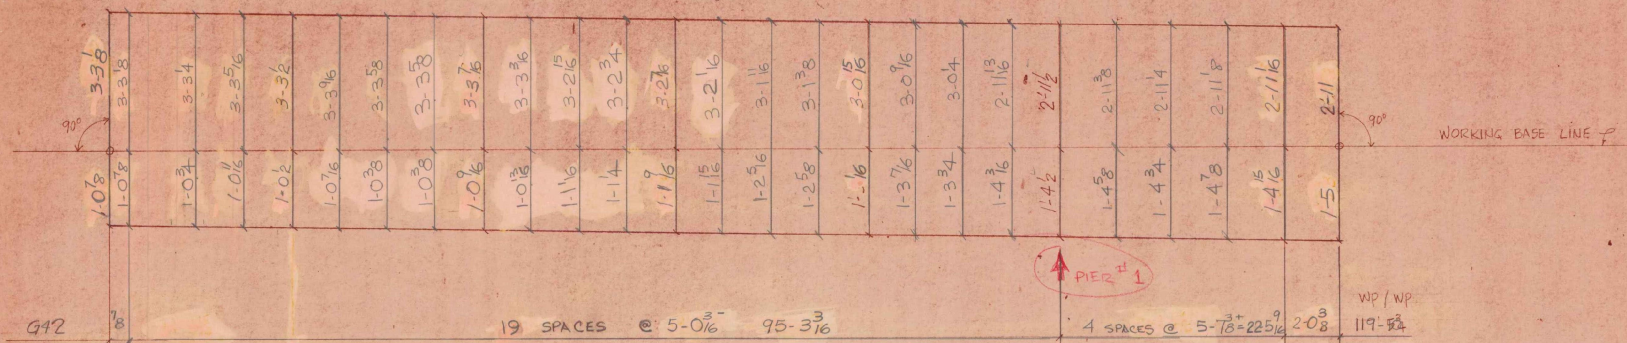 3-3⅛ 3-3⅛ 3-3¼ 3-3 5/16 3-3½ 3-3 9/16 3-3⅝ 3-3⅝ 3-3 7/16 3-3 3/16 3-2 15/16 3-2¾ 3-2 7/16 3-2 1/16 3-1 11/16 3-1⅜ 3-0 15/16 3-0 9/16 3-0¼ 2-11 13/16 2-11½ 2-11⅜ 2-11¼ 2-11⅛ 2-11 1/16 2-11
90° 90°
WORKING BASE LINE
1-0⅞ 1-0⅞ 1-0¾ 1-0 11/16 1-0½ 1-0 7/16 1-0⅜ 1-0⅜ 1-0 9/16 1-0 13/16 1-1 1/16 1-1¼ 1-1 9/16 1-1 15/16 1-2 5/16 1-2⅝ 1-3 7/16 1-3¾ 1-4 3/16 1-4½ 1-4⅝ 1-4¾ 1-4⅞ 1-4 15/16 1-5
PIER #1
WP / WP
G42 ⅞ 19 SPACES @ 5-0 3/16- 95-3 3/16 4 SPACES @ 5-7⅜+=22 5 9/16 2-0⅜